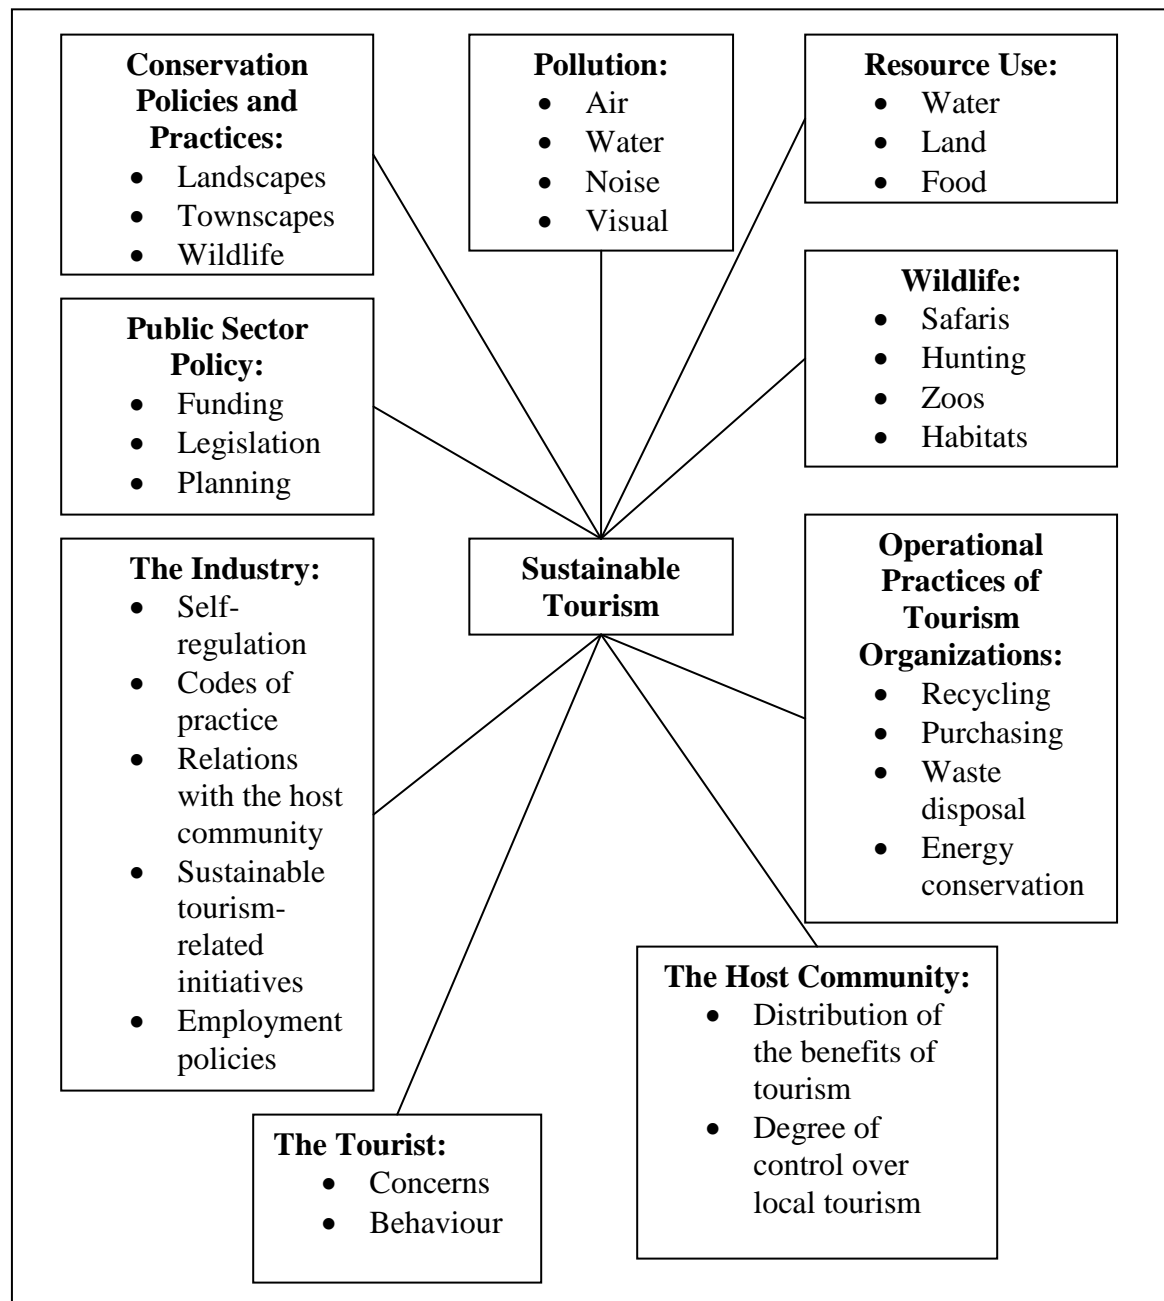 Conservation
Policies and
Practices:
• Landscapes
• Townscapes
• Wildlife
Pollution:
• Air
• Water
• Noise
• Visual
Resource Use:
• Water
• Land
• Food
Public Sector
Policy:
• Funding
• Legislation
• Planning
Wildlife:
• Safaris
• Hunting
• Zoos
• Habitats
The Industry:
• Self-
regulation
• Codes of
practice
• Relations
with the host
community
• Sustainable
tourism-
related
initiatives
• Employment
policies
Sustainable
Tourism
Operational
Practices of
Tourism
Organizations:
• Recycling
• Purchasing
• Waste
disposal
• Energy
conservation
The Tourist:
• Concerns
• Behaviour
The Host Community:
• Distribution of
the benefits of
tourism
• Degree of
control over
local tourism